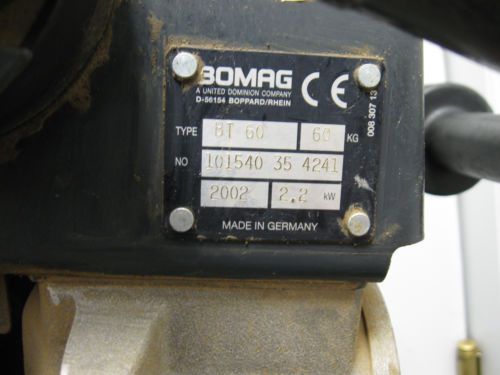 BOMAG CE
A UNITED DOMINION COMPANY
D-56154 BOPPARD/RHEIN
TYPE BT 60 60 KG
NO 101540 35 4241
2002 2.2 kW
MADE IN GERMANY
008 307 13